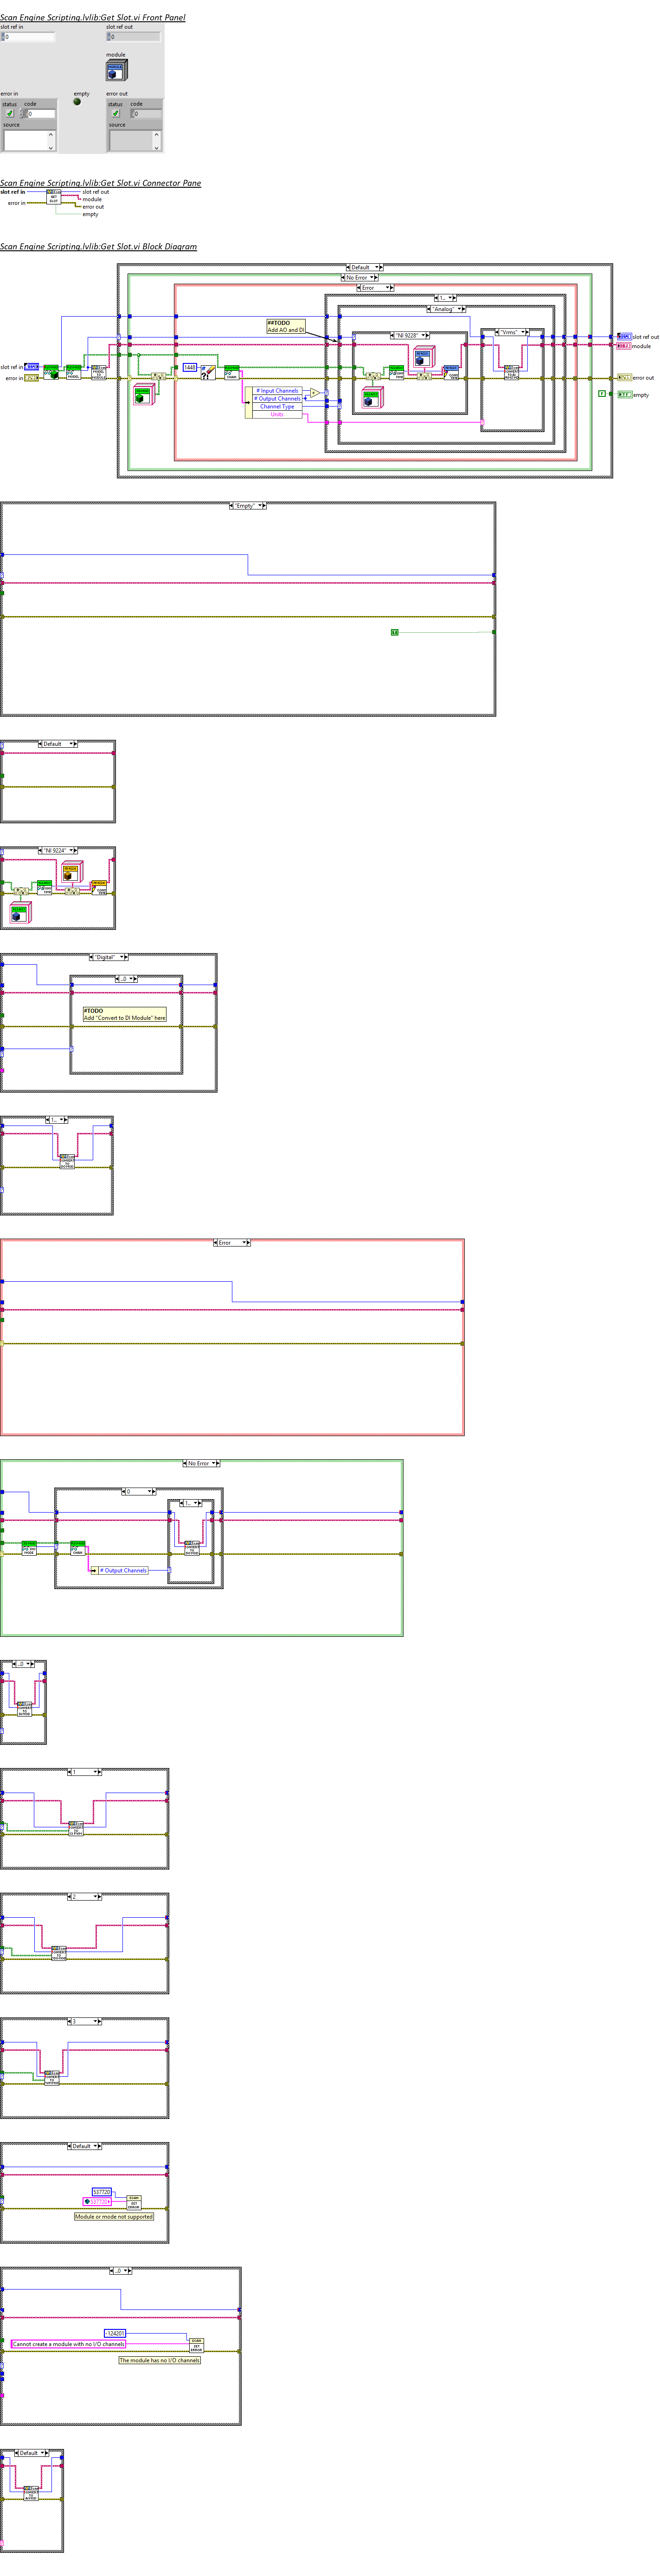 Scan Engine Scripting.lvlib:Get Slot.vi Front Panel
slot ref in
slot ref out
0
0
module
error in
empty
error out
status
code
status
code
0
0
source
source
Scan Engine Scripting.lvlib:Get Slot.vi Connector Pane
slot ref in
slot ref out
module
error in
error out
empty
GET
SLOT
Scan Engine Scripting.lvlib:Get Slot.vi Block Diagram
Default
No Error
Error
1..
"Analog"
##TODO
Add AO and DI
"NI 9228"
"Vrms"
slot ref out
module
slot ref in
1448
error in
error out
# Input Channels
# Output Channels
Channel Type
Units
F
empty
"Empty"
Default
"NI 9224"
"Digital"
..0
#TODO
Add "Convert to DI Module" here
1..
Error
No Error
0
1..
# Output Channels
..0
1
2
3
Default
537720
537720
Module or mode not supported
..0
-124201
Cannot create a module with no I/O channels
The module has no I/O channels
Default